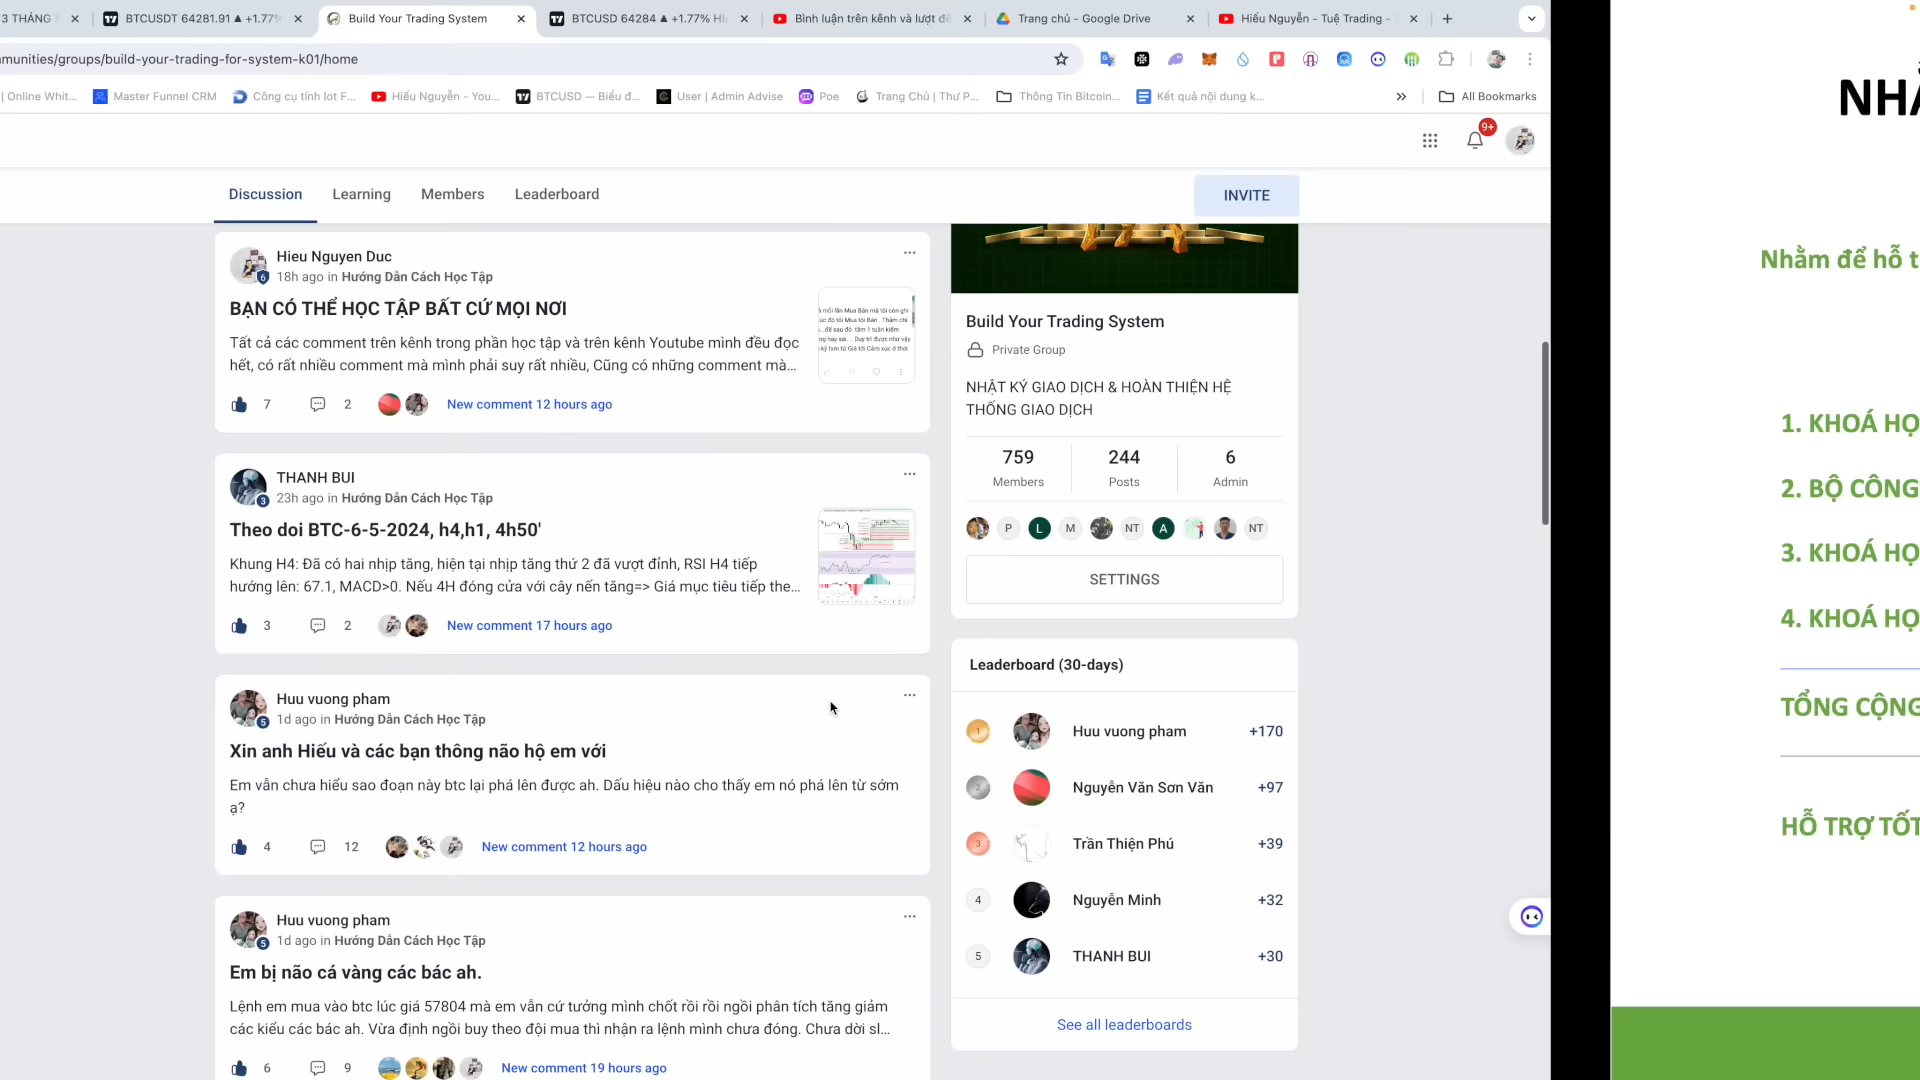 3 THÁNG
BTCUSDT 64281.91 ▲ +1.77%
Build Your Trading System
BTCUSD 64284 ▲ +1.77%
Bình luận trên kênh và lượt
Trang chủ - Google Drive
Hiếu Nguyễn - Tuệ Trading -
munities/groups/build-your-trading-for-system-k01/home
| Online Whit...
Master Funnel CRM
Công cụ tính lot F...
Hiếu Nguyễn - You...
BTCUSD — Biểu đ...
User | Admin Advise
Poe
Trang Chủ | Thư P...
Thông Tin Bitcoin...
Kết quả nội dung k...
All Bookmarks
9+
Discussion
Learning
Members
Leaderboard
INVITE
Hieu Nguyen Duc
6
18h ago in Hướng Dẫn Cách Học Tập
BẠN CÓ THỂ HỌC TẬP BẤT CỨ MỌI NƠI
Tất cả các comment trên kênh trong phần học tập và trên kênh Youtube mình đều đọc
hết, có rất nhiều comment mà mình phải suy rất nhiều, Cũng có những comment mà...
7
2
New comment 12 hours ago
THANH BUI
3
23h ago in Hướng Dẫn Cách Học Tập
Theo doi BTC-6-5-2024, h4,h1, 4h50'
Khung H4: Đã có hai nhịp tăng, hiện tại nhịp tăng thứ 2 đã vượt đỉnh, RSI H4 tiếp
hướng lên: 67.1, MACD>0. Nếu 4H đóng cửa với cây nến tăng=> Giá mục tiêu tiếp the...
3
2
New comment 17 hours ago
Huu vuong pham
5
1d ago in Hướng Dẫn Cách Học Tập
Xin anh Hiếu và các bạn thông não hộ em với
Em vẫn chưa hiểu sao đoạn này btc lại phá lên được ah. Dấu hiệu nào cho thấy em nó phá lên từ sớm
ạ?
4
12
New comment 12 hours ago
Huu vuong pham
5
1d ago in Hướng Dẫn Cách Học Tập
Em bị não cá vàng các bác ah.
Lệnh em mua vào btc lúc giá 57804 mà em vẫn cứ tưởng mình chốt rồi rồi ngồi phân tích tăng giảm
các kiểu các bác ah. Vừa định ngồi buy theo đội mua thì nhận ra lệnh mình chưa đóng. Chưa dời sl...
6
9
New comment 19 hours ago
Build Your Trading System
Private Group
NHẬT KÝ GIAO DỊCH & HOÀN THIỆN HỆ
THỐNG GIAO DỊCH
759
Members
244
Posts
6
Admin
P
L
M
NT
A
NT
SETTINGS
Leaderboard (30-days)
1
Huu vuong pham
+170
2
Nguyễn Văn Sơn Văn
+97
3
Trần Thiện Phú
+39
4
Nguyễn Minh
+32
5
THANH BUI
+30
See all leaderboards
Nhằm để hỗ
1. KHOÁ
2. BỘ CÔNG
3. KHOÁ
4. KHOÁ
TỔNG CỘNG
HỖ TRỢ TỐT